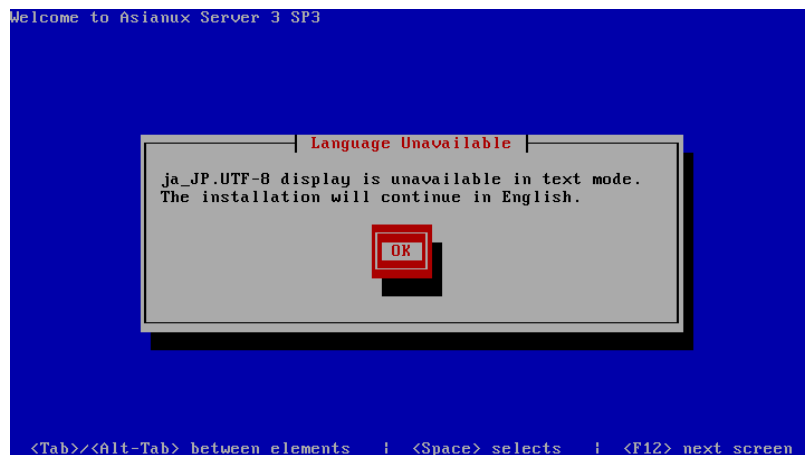 Welcome to Asianux Server 3 SP3
Language Unavailable
ja_JP.UTF-8 display is unavailable in text mode.
The installation will continue in English.
OK
<Tab>/<Alt-Tab> between elements | <Space> selects | <F12> next screen